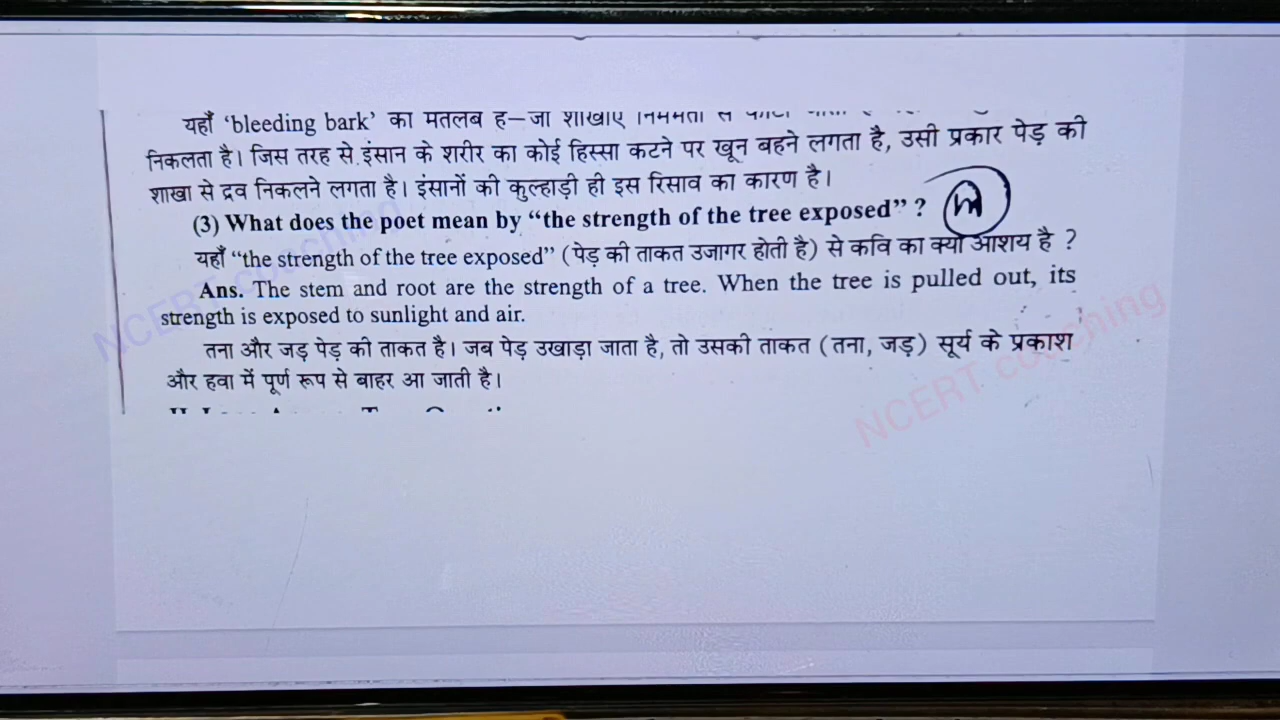 यहाँ ‘bleeding bark’ का मतलब
निकलता है। जिस तरह से इंसान के शरीर का कोई हिस्सा कटने पर खून बहने लगता है, उसी प्रकार पेड़ की
शाखा से द्रव निकलने लगता है। इंसानों की कुल्हाड़ी ही इस रिसाव का कारण है।
(3) What does the poet mean by “the strength of the tree exposed” ?
यहाँ “the strength of the tree exposed” (पेड़ की ताकत उजागर होती है) से कवि का क्या आशय है ?
Ans. The stem and root are the strength of a tree. When the tree is pulled out, its
strength is exposed to sunlight and air.
तना और जड़ पेड़ की ताकत है। जब पेड़ उखाड़ा जाता है, तो उसकी ताकत (तना, जड़) सूर्य के प्रकाश
और हवा में पूर्ण रूप से बाहर आ जाती है।
NCERT coaching
NCERT coaching